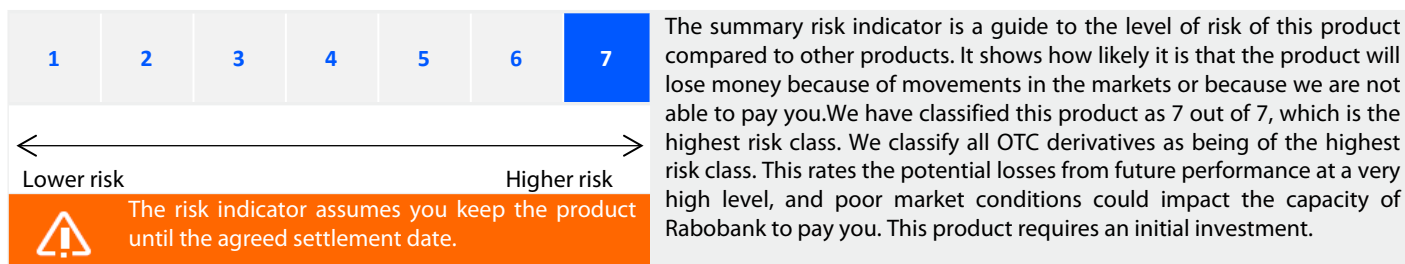 1 2 3 4 5 6 7
Lower risk Higher risk
The risk indicator assumes you keep the product
until the agreed settlement date.
The summary risk indicator is a guide to the level of risk of this product
compared to other products. It shows how likely it is that the product will
lose money because of movements in the markets or because we are not
able to pay you.We have classified this product as 7 out of 7, which is the
highest risk class. We classify all OTC derivatives as being of the highest
risk class. This rates the potential losses from future performance at a very
high level, and poor market conditions could impact the capacity of
Rabobank to pay you. This product requires an initial investment.